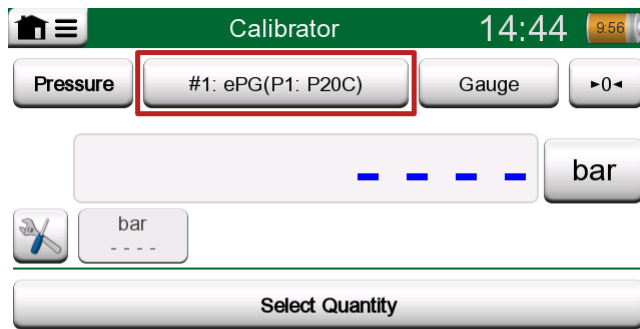 Calibrator 14:44 9:56
Pressure #1: ePG(P1: P20C) Gauge ►0◄
- - - - bar
bar
- - - -
Select Quantity